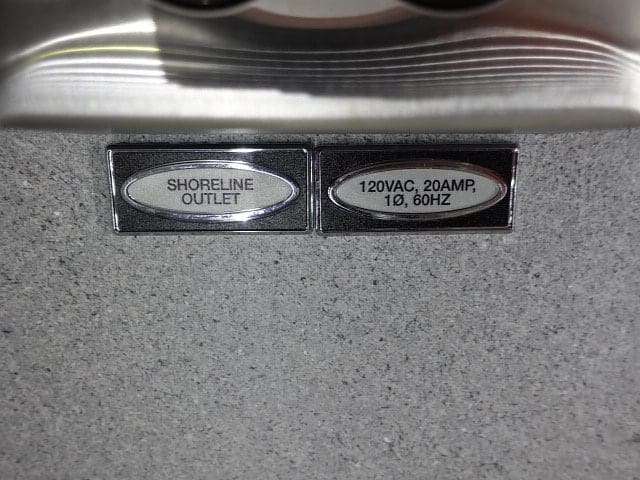 SHORELINE
OUTLET
120VAC, 20AMP,
1Ø, 60HZ